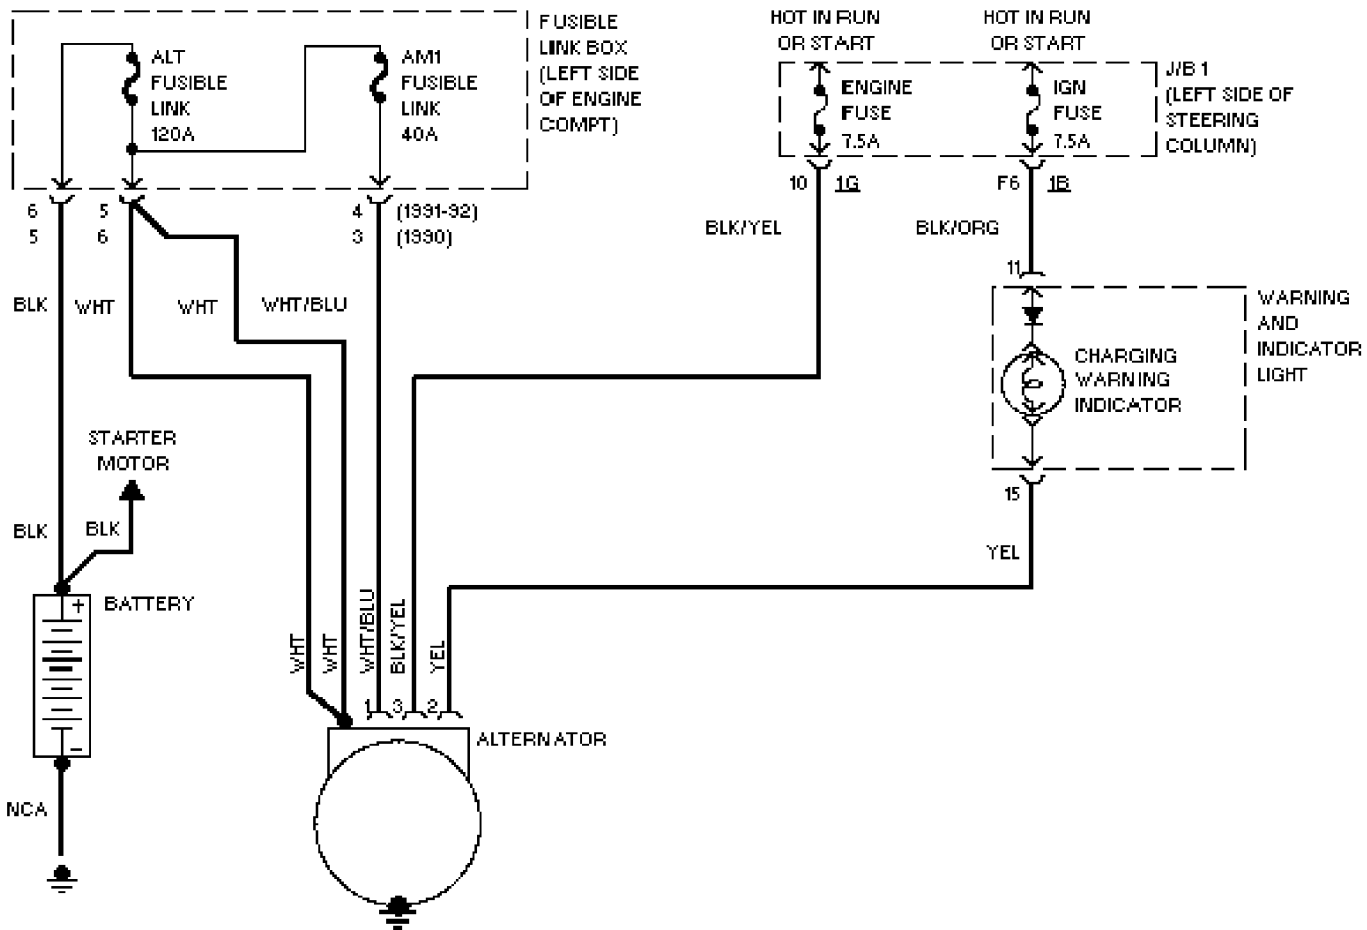 FUSIBLE
LINK BOX
(LEFT SIDE
OF ENGINE
COMPT)
ALT
FUSIBLE
LINK
120A
AM1
FUSIBLE
LINK
40A
HOT IN RUN
OR START
HOT IN RUN
OR START
ENGINE
FUSE
7.5A
IGN
FUSE
7.5A
J/B 1
(LEFT SIDE OF
STEERING
COLUMN)
6 5 4 (1991-92)
5 6 3 (1990)
10 1G
F6 1B
BLK/YEL
BLK/ORG
11
BLK
WHT
WHT
WHT/BLU
WARNING
AND
INDICATOR
LIGHT
CHARGING
WARNING
INDICATOR
15
STARTER
MOTOR
BLK
BLK
YEL
+
BATTERY
-
WHT
WHT
WHT/BLU
BLK/YEL
YEL
1 3 2
ALTERNATOR
NCA